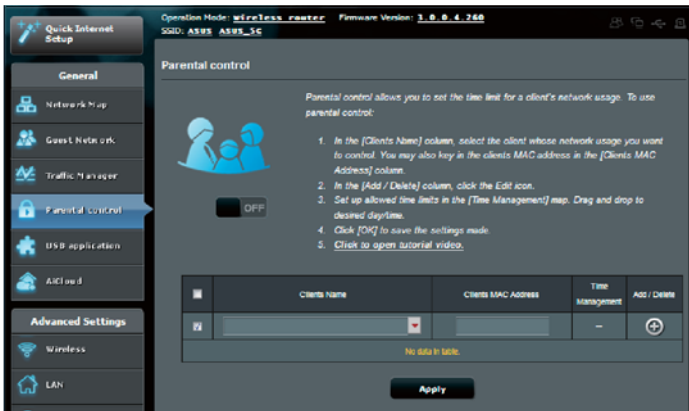 Quick Internet
Setup
Operation Mode: Wireless router Firmware Version: 3.0.0.4.260
SSID: ASUS ASUS_5G
General
Network Map
Guest Network
Traffic Manager
Parental control
USB application
AiCloud
Advanced Settings
Wireless
LAN
Parental control
Parental control allows you to set the time limit for a client's network usage. To use
parental control:
1. In the [Clients Name] column, select the client whose network usage you want
to control. You may also key in the clients MAC address in the [Clients MAC
Address] column.
2. In the [Add / Delete] column, click the Edit icon.
3. Set up allowed time limits in the [Time Management] map. Drag and drop to
desired day/time.
4. Click [OK] to save the settings made.
5. Click to open tutorial video.
OFF
Clients Name
Clients MAC Address
Time
Management
Add / Delete
–
No data in table.
Apply